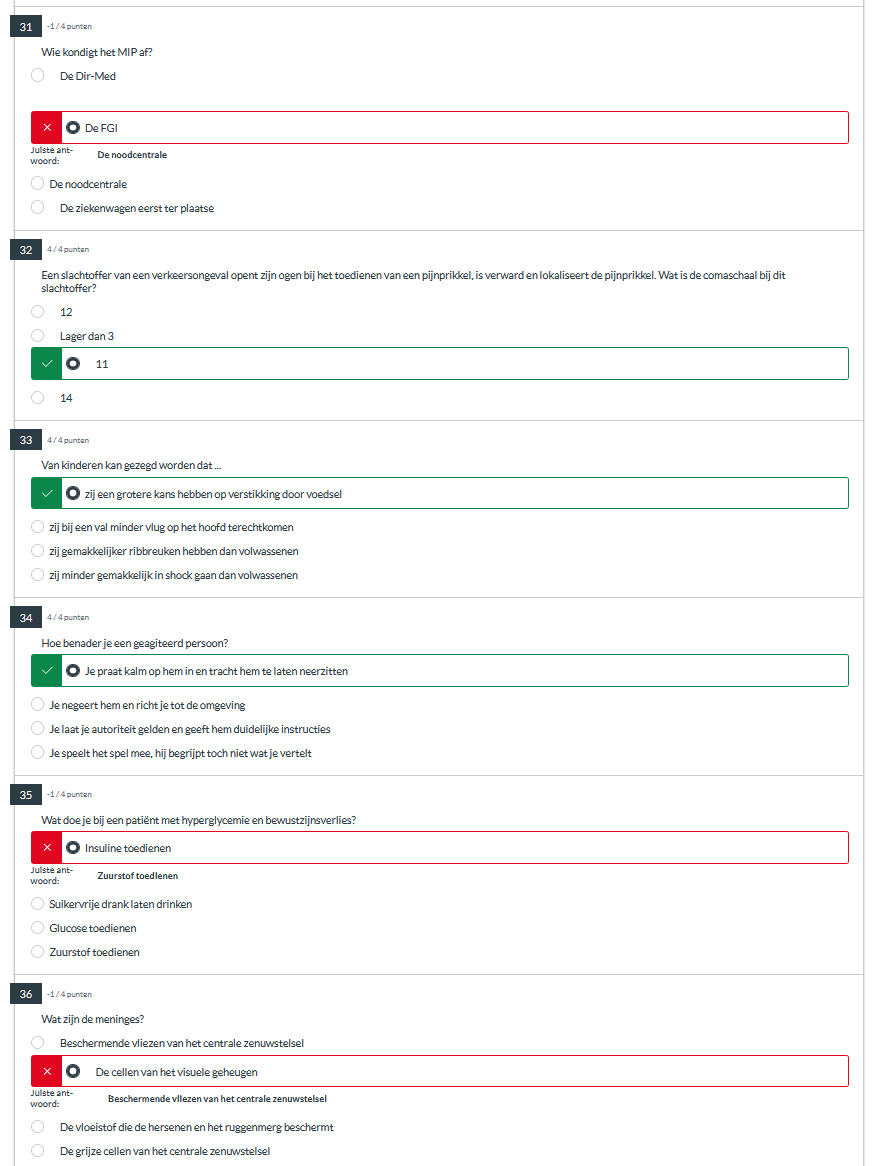 31 -1 / 4 punten
Wie kondigt het MIP af?
De Dir-Med
De FGI
Juiste ant-
woord: De noodcentrale
De noodcentrale
De ziekenwagen eerst ter plaatse
32 4 / 4 punten
Een slachtoffer van een verkeersongeval opent zijn ogen bij het toedienen van een pijnprikkel, is verward en lokaliseert de pijnprikkel. Wat is de comaschaal bij dit
slachtoffer?
12
Lager dan 3
11
14
33 4 / 4 punten
Van kinderen kan gezegd worden dat ...
zij een grotere kans hebben op verstikking door voedsel
zij bij een val minder vlug op het hoofd terechtkomen
zij gemakkelijker ribbreuken hebben dan volwassenen
zij minder gemakkelijk in shock gaan dan volwassenen
34 4 / 4 punten
Hoe benader je een geagiteerd persoon?
Je praat kalm op hem in en tracht hem te laten neerzitten
Je negeert hem en richt je tot de omgeving
Je laat je autoriteit gelden en geeft hem duidelijke instructies
Je speelt het spel mee, hij begrijpt toch niet wat je vertelt
35 -1 / 4 punten
Wat doe je bij een patiënt met hyperglycemie en bewustzijnsverlies?
Insuline toedienen
Juiste ant-
woord: Zuurstof toedienen
Suikervrije drank laten drinken
Glucose toedienen
Zuurstof toedienen
36 -1 / 4 punten
Wat zijn de meninges?
Beschermende vliezen van het centrale zenuwstelsel
De cellen van het visuele geheugen
Juiste ant-
woord: Beschermende vliezen van het centrale zenuwstelsel
De vloeistof die de hersenen en het ruggenmerg beschermt
De grijze cellen van het centrale zenuwstelsel